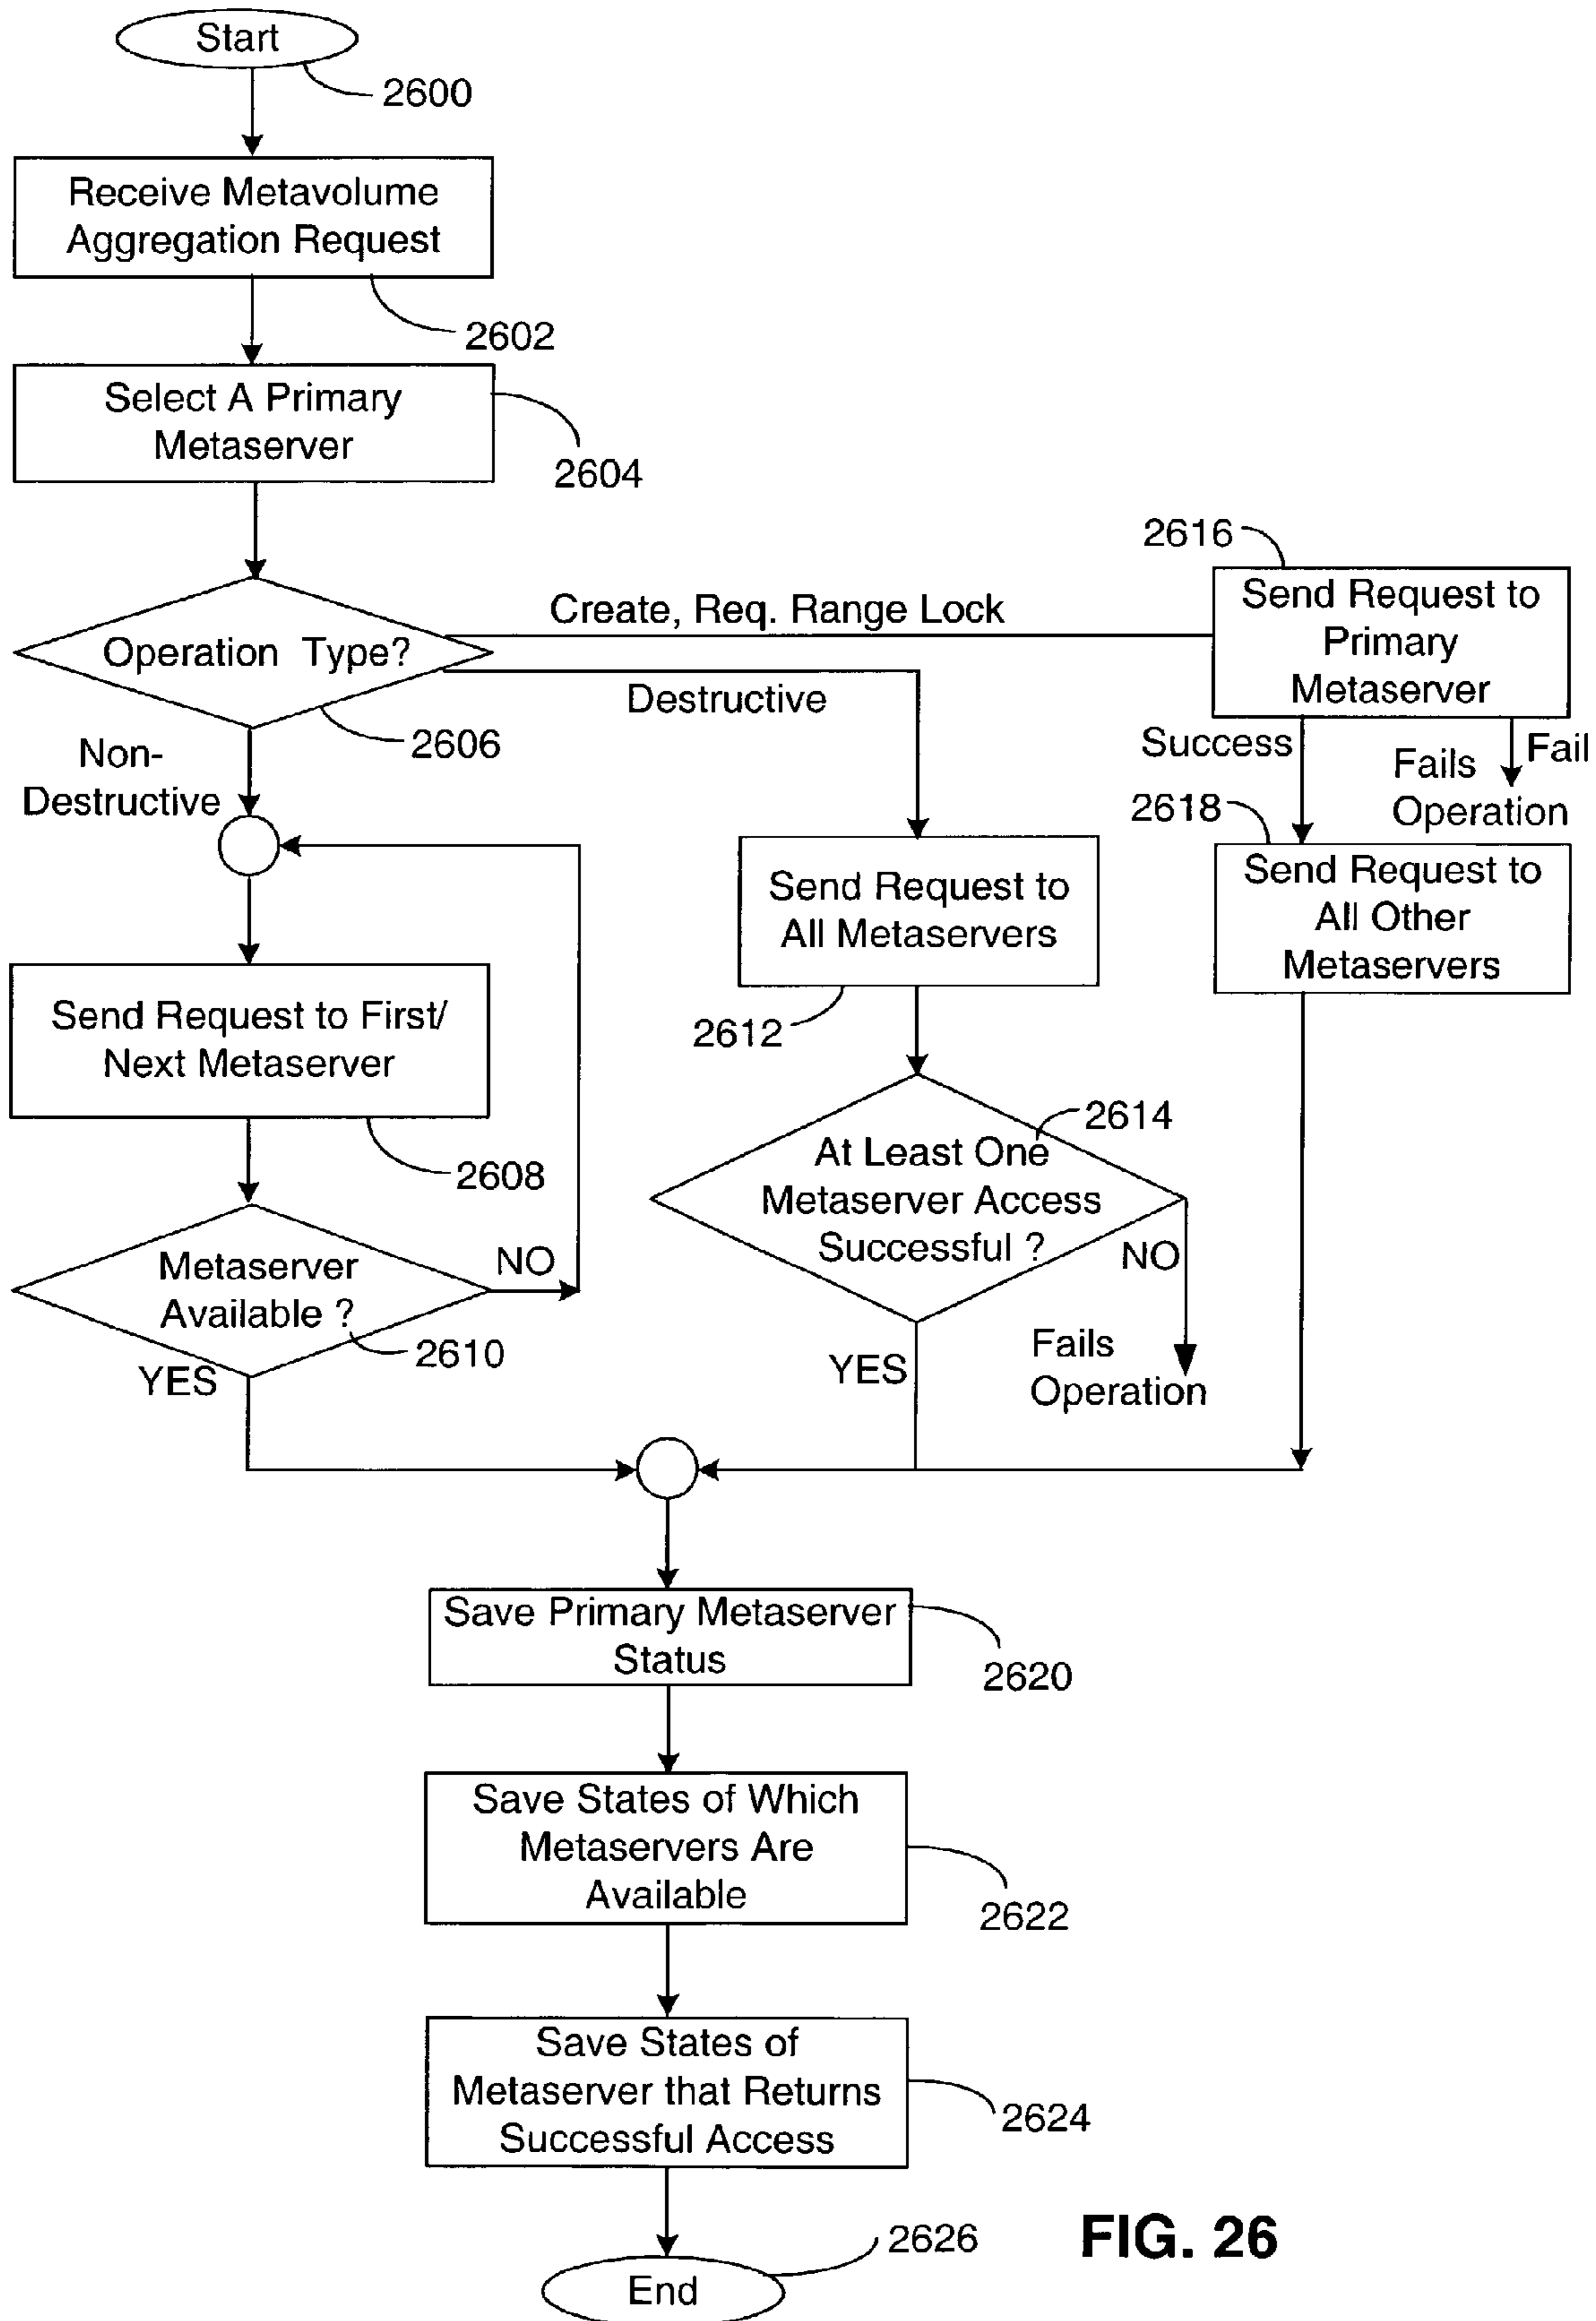 Start
2600
Receive Metavolume
Aggregation Request
2602
Select A Primary
Metaserver
2604
Operation Type?
2606
Create, Req. Range Lock
Destructive
Non-
Destructive
2616
Send Request to
Primary
Metaserver
Success
Fail
Fails
Operation
2618
Send Request to
All Other
Metaservers
Send Request to
All Metaservers
2612
Send Request to First/
Next Metaserver
2608
At Least One
Metaserver Access
Successful ?
2614
NO
Fails
Operation
YES
Metaserver
Available ?
2610
NO
YES
Save Primary Metaserver
Status
2620
Save States of Which
Metaservers Are
Available
2622
Save States of
Metaserver that Returns
Successful Access
2624
End
2626
FIG. 26